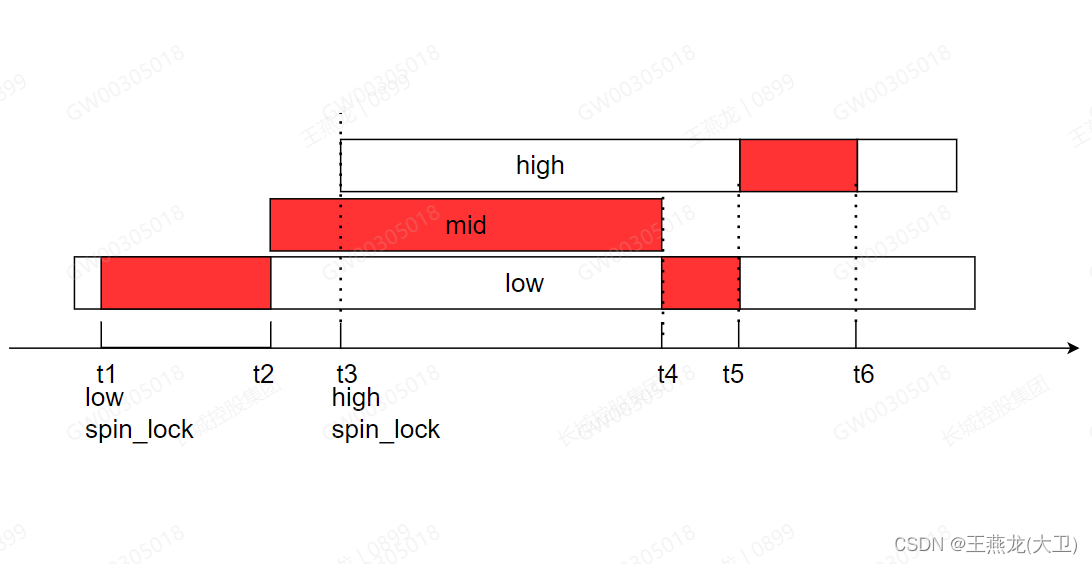 high
mid
low
t1
t2
t3
t4
t5
t6
low
spin_lock
high
spin_lock
GW00305018
王燕龙 | 0899
长城控股集团
CSDN @王燕龙(大卫)